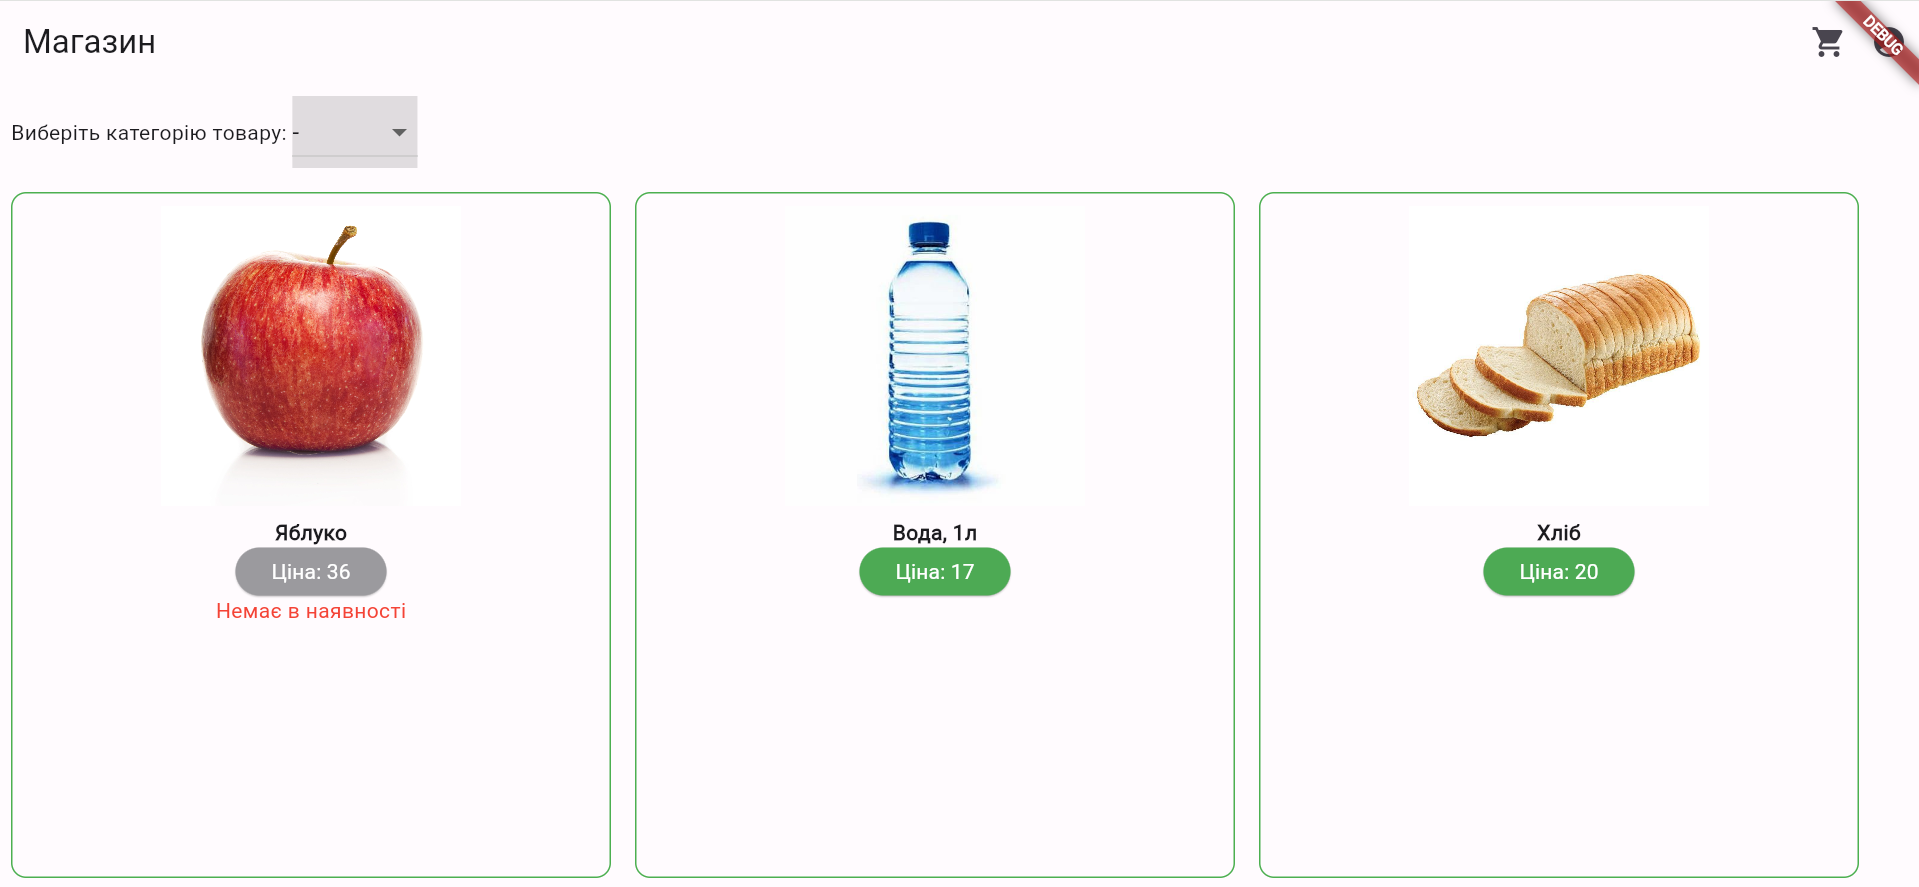 Магазин
DEBUG
Виберіть категорію товару: -
Яблуко
Ціна: 36
Немає в наявності
Вода, 1л
Ціна: 17
Хліб
Ціна: 20